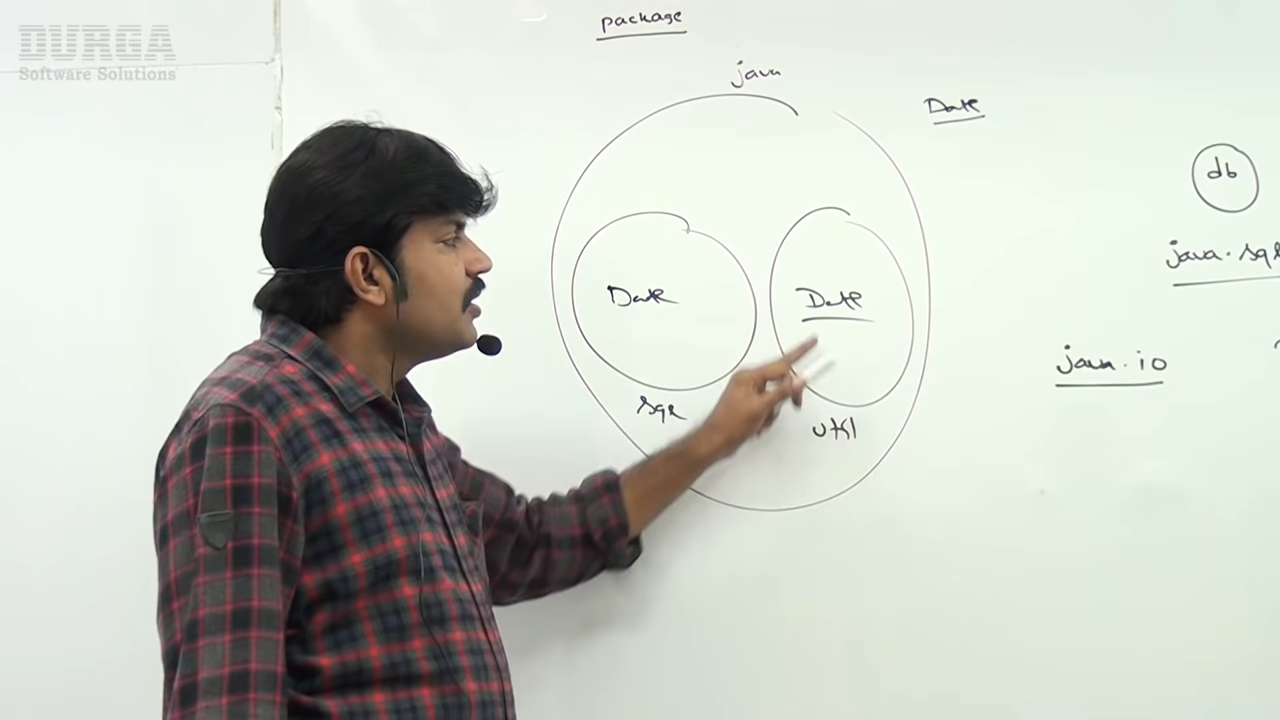 DURGA
Software Solutions
package
java
Date
db
java.sql
Date
Date
java.io
sql
util